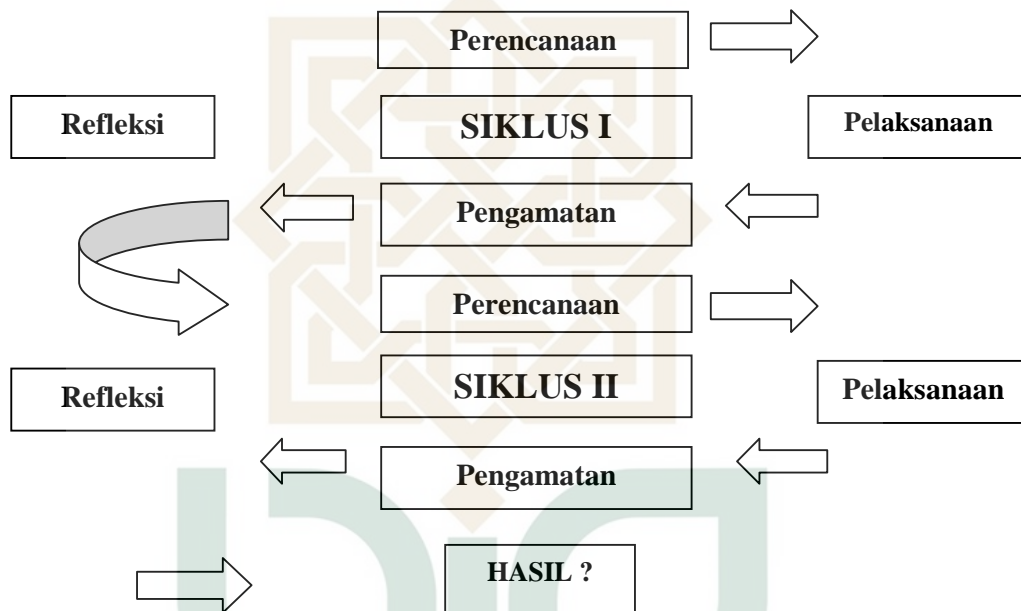 Perencanaan
Refleksi
SIKLUS I
Pelaksanaan
Pengamatan
Perencanaan
Refleksi
SIKLUS II
Pelaksanaan
Pengamatan
HASIL ?